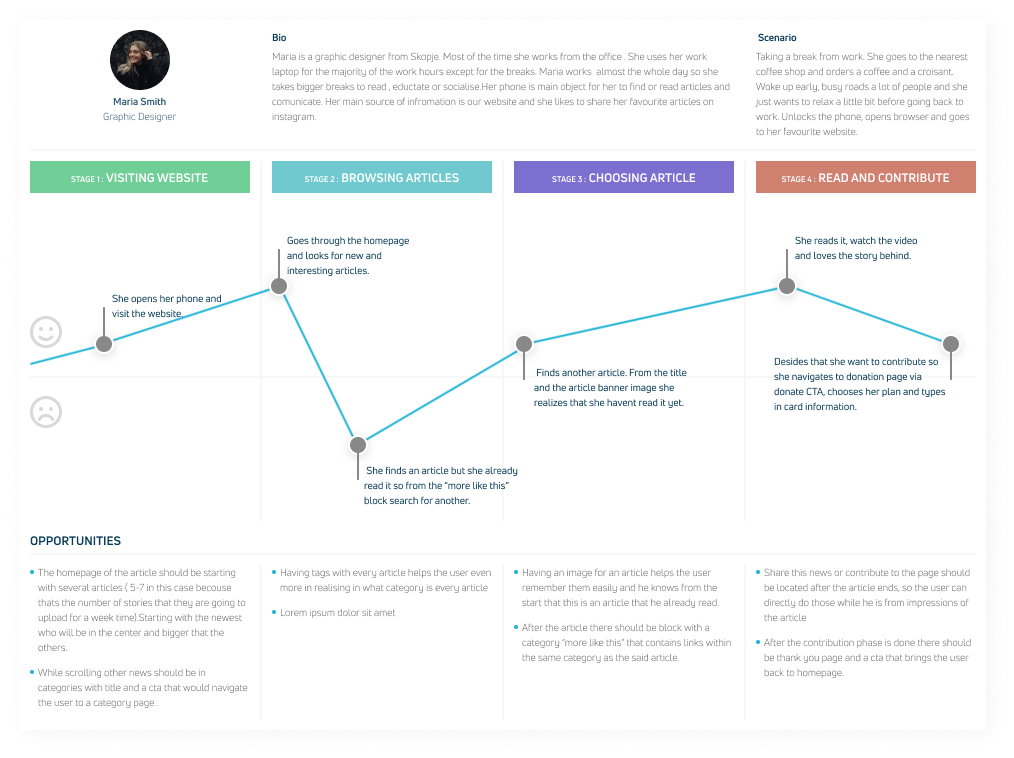 Maria Smith
Graphic Designer
Bio
Maria is a graphic designer from Skopje. Most of the time she works from the office. She uses her work
laptop for the majority of the work hours except for the breaks. Maria works almost the whole day so she
takes bigger breaks to read , eductate or socialise.Her phone is main object for her to find or read articles and
comunicate. Her main source of infromation is our website and she likes to share her favourite articles on
instagram.
Scenario
Taking a break from work. She goes to the nearest
coffee shop and orders a coffee and a croisant.
Woke up early, busy roads a lot of people and she
just wants to relax a little bit before going back to
work. Unlocks the phone, opens browser and goes
to her favourite website.
STAGE 1 : VISITING WEBSITE
STAGE 2 : BROWSING ARTICLES
STAGE 3 : CHOOSING ARTICLE
STAGE 4 : READ AND CONTRIBUTE
She opens her phone and
visit the website.
Goes through the homepage
and looks for new and
interesting articles.
She finds an article but she already
read it so from the “more like this”
block search for another.
Finds another article. From the title
and the article banner image she
realizes that she havent read it yet.
She reads it, watch the video
and loves the story behind.
Desides that she want to contribute so
she navigates to donation page via
donate CTA, chooses her plan and types
in card information.
OPPORTUNITIES
The homepage of the article should be starting
with several articles ( 5-7 in this case becouse
thats the number of stories that they are going to
upload for a week time).Starting with the newest
who will be in the center and bigger that the
others.
While scrolling other news should be in
categories with title and a cta that would navigate
the user to a category page .
Having tags with every article helps the user even
more in realising in what category is every article
Lorem ipsum dolor sit amet
Having an image for an article helps the user
remember them easily and he knows from the
start that this is an article that he already read.
After the article there should be block with a
category “more like this” that contains links within
the same category as the said article.
Share this news or contribute to the page should
be located after the article ends, so the user can
directly do those while he is from impressions of
the article
After the contribution phase is done there should
be thank you page and a cta that brings the user
back to homepage.